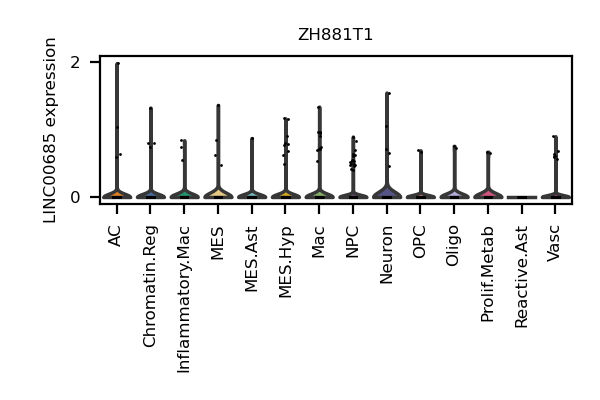 ZH881T1
LINC00685 expression
2
0
AC
Chromatin.Reg
Inflammatory.Mac
MES
MES.Ast
MES.Hyp
Mac
NPC
Neuron
OPC
Oligo
Prolif.Metab
Reactive.Ast
Vasc